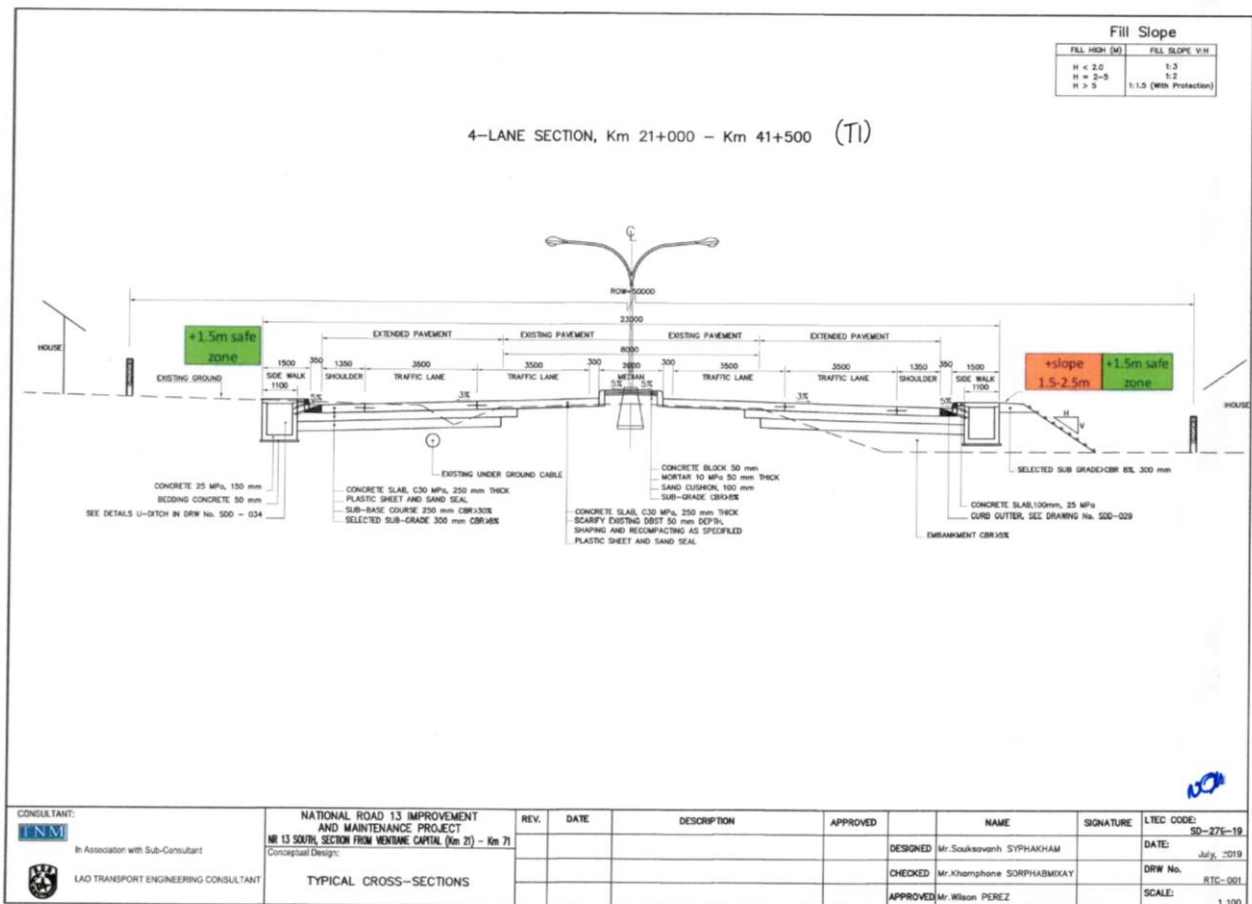 Fill Slope
FILL HIGH (M) FILL SLOPE V:H
H < 2.0 1:3
H = 2-5 1:2
H > 5 1:1.5 (With Protection)
4-LANE SECTION, Km 21+000 - Km 41+500 (T1)
ROW=50000
23000
EXTENDED PAVEMENT EXISTING PAVEMENT EXISTING PAVEMENT EXTENDED PAVEMENT
8000
HOUSE
+1.5m safe
zone
EXISTING GROUND
1500 350 1350 3500 3500 300 2000 300 3500 3500 1350 350 1500
SIDE WALK SHOULDER TRAFFIC LANE TRAFFIC LANE MEDIAN TRAFFIC LANE TRAFFIC LANE SHOULDER SIDE WALK
1100 5% 3% 5% 5% 3% 5% 1100
+slope
1.5-2.5m
+1.5m safe
zone
HOUSE
H
V
EXISTING UNDER GROUND CABLE
CONCRETE 25 MPa, 150 mm
BEDDING CONCRETE 50 mm
SEE DETAILS U-DITCH IN DRW No. SDD - 034
CONCRETE SLAB, C30 MPa, 250 mm THICK
PLASTIC SHEET AND SAND SEAL
SUB-BASE COURSE 250 mm CBR>30%
SELECTED SUB-GRADE 300 mm CBR>8%
CONCRETE BLOCK 50 mm
MORTAR 10 MPa 50 mm THICK
SAND CUSHION, 100 mm
SUB-GRADE CBR>8%
CONCRETE SLAB, C30 MPa, 250 mm THICK
SCARIFY EXISTING DBST 50 mm DEPTH,
SHAPING AND RECOMPACTING AS SPECIFILED
PLASTIC SHEET AND SAND SEAL
SELECTED SUB GRADE>CBR 8%, 300 mm
CONCRETE SLAB,100mm, 25 MPa
CURB GUTTER, SEE DRAWING No. SDD-029
EMBANKMENT CBR>5%
CONSULTANT:
TNM
In Association with Sub-Consultant
LAO TRANSPORT ENGINEERING CONSULTANT
NATIONAL ROAD 13 IMPROVEMENT
AND MAINTENANCE PROJECT
NR 13 SOUTH, SECTION FROM VIENTIANE CAPITAL (Km 21) - Km 71
Conceptual Design:
TYPICAL CROSS-SECTIONS
REV. DATE DESCRIPTION APPROVED NAME SIGNATURE
DESIGNED Mr.Souksavanh SYPHAKHAM
CHECKED Mr.Khamphane SORPHABMIXAY
APPROVED Mr.Wilson PEREZ
LTEC CODE:
SD-279-19
DATE:
July, 2019
DRW No.
RTC-001
SCALE:
1,100